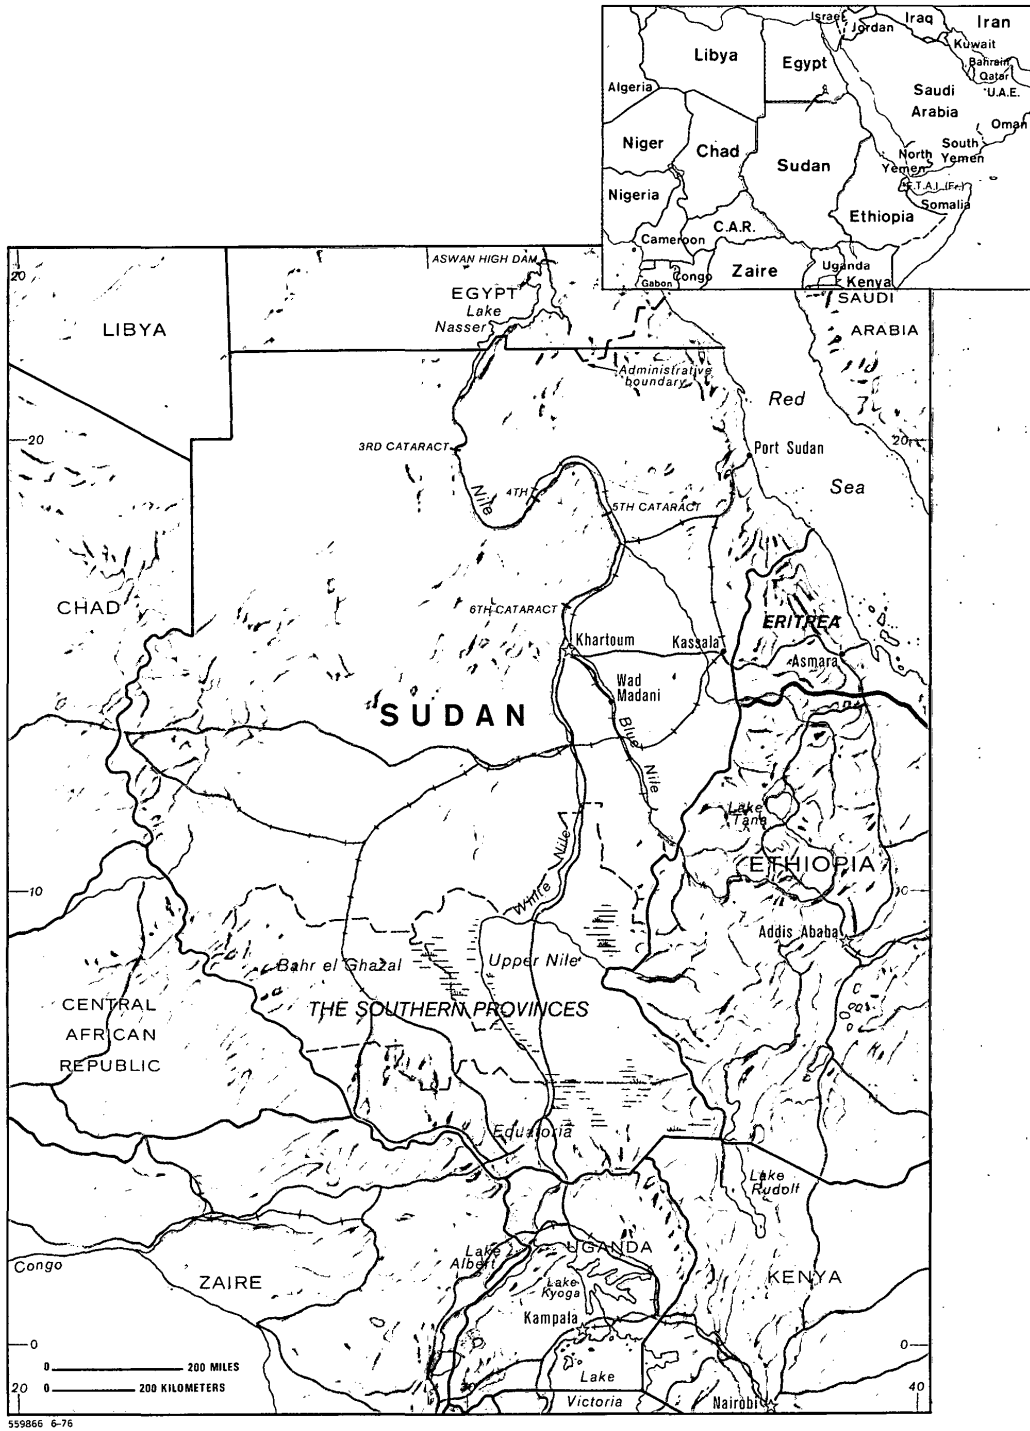 Israel
Jordan
Iraq
Iran
Libya
Egypt
Kuwait
Bahrain
Qatar
U.A.E.
Algeria
Saudi
Arabia
Oman
Niger
Chad
Sudan
North
Yemen
South
Yemen
F.T.A.I. (Fr.)
Nigeria
Somalia
Ethiopia
Cameroon
C.A.R.
Gabon
Congo
Zaire
Uganda
Kenya
20
ASWAN HIGH DAM
EGYPT
Lake
Nasser
LIBYA
SAUDI
ARABIA
Administrative
boundary
Red
Sea
20
3RD CATARACT
Port Sudan
20
Nile
4TH
5TH CATARACT
CHAD
6TH CATARACT
ERITREA
Khartoum
Kassala
Asmara
Wad
Madani
SUDAN
Blue Nile
Lake
Tana
White Nile
ETHIOPIA
10
10
Addis Ababa
Bahr el Ghazal
Upper Nile
THE SOUTHERN PROVINCES
CENTRAL
AFRICAN
REPUBLIC
Equatoria
Lake
Rudolf
Congo
ZAIRE
Lake
Albert
UGANDA
KENYA
Lake
Kyoga
Kampala
0
0
0 200 MILES
0 200 KILOMETERS
20
30
40
Lake
Victoria
Nairobi
559866 6-76